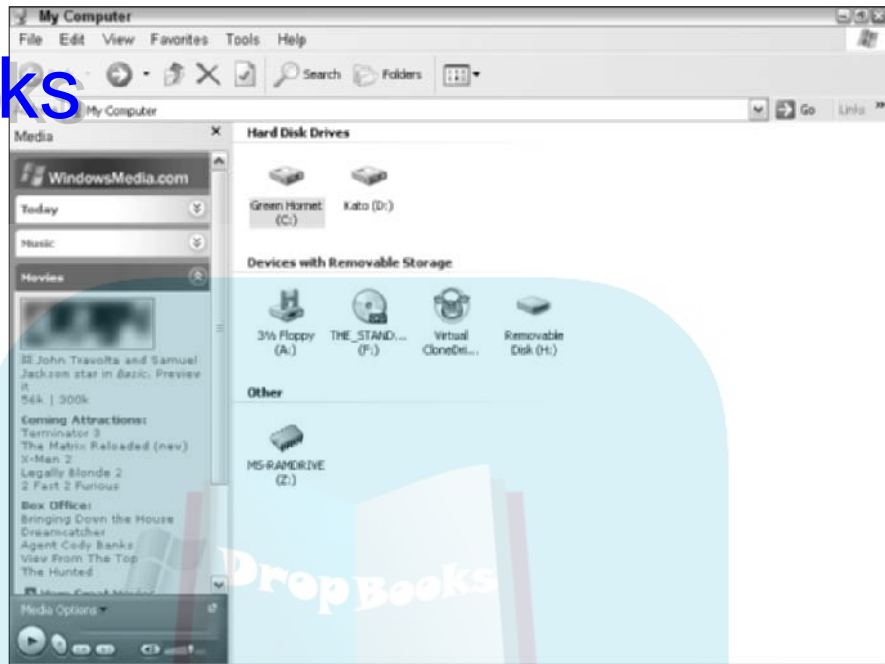 My Computer
File Edit View Favorites Tools Help
ks
Search Folders
My Computer
Go Links »
Media
WindowsMedia.com
Today
Music
Movies
John Travolta and Samuel
Jackson star in Basic. Preview
it
56k | 300k
Coming Attractions:
Terminator 3
The Matrix Reloaded (new)
X-Men 2
Legally Blonde 2
2 Fast 2 Furious
Box Office:
Bringing Down the House
Dreamcatcher
Agent Cody Banks
View From The Top
The Hunted
Media Options
Hard Disk Drives
Green Hornet
(C:)
Kato (D:)
Devices with Removable Storage
3½ Floppy
(A:)
THE_STAND...
(F:)
Virtual
CloneDri...
Removable
Disk (H:)
Other
MS-RAMDRIVE
(Z:)
DropBooks